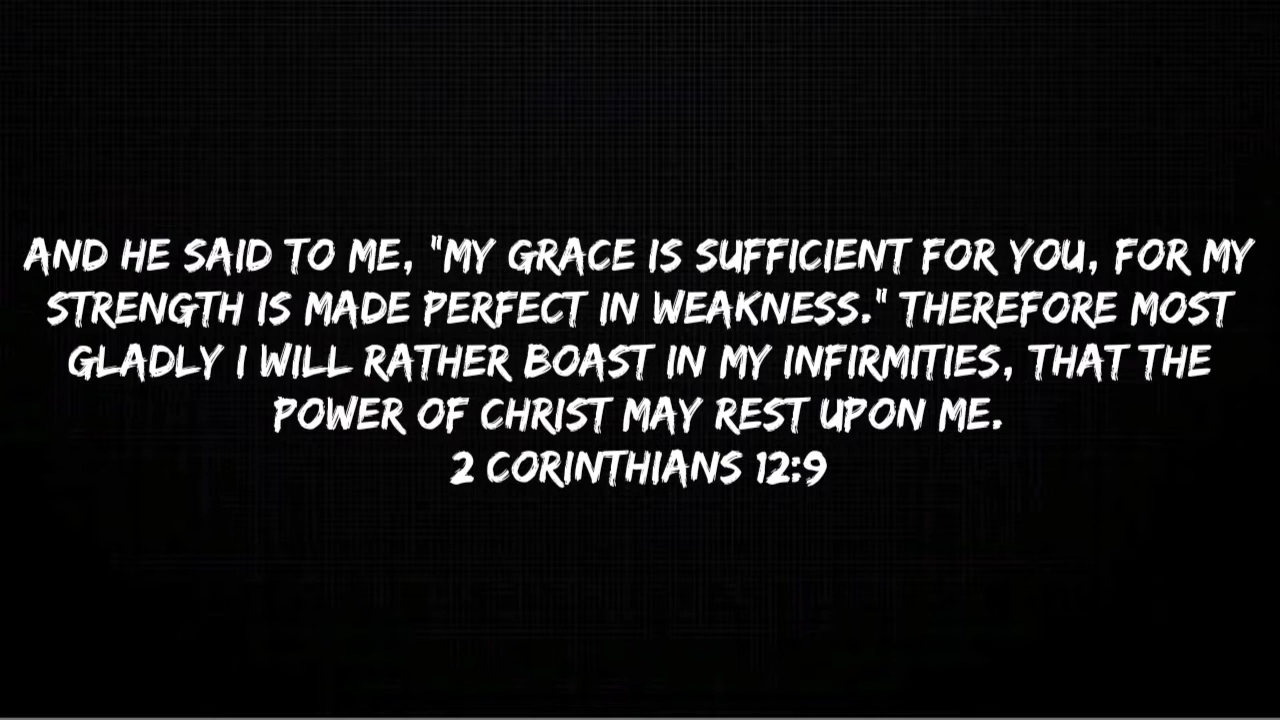 AND HE SAID TO ME, "MY GRACE IS SUFFICIENT FOR YOU, FOR MY
STRENGTH IS MADE PERFECT IN WEAKNESS." THEREFORE MOST
GLADLY I WILL RATHER BOAST IN MY INFIRMITIES, THAT THE
POWER OF CHRIST MAY REST UPON ME.
2 CORINTHIANS 12:9